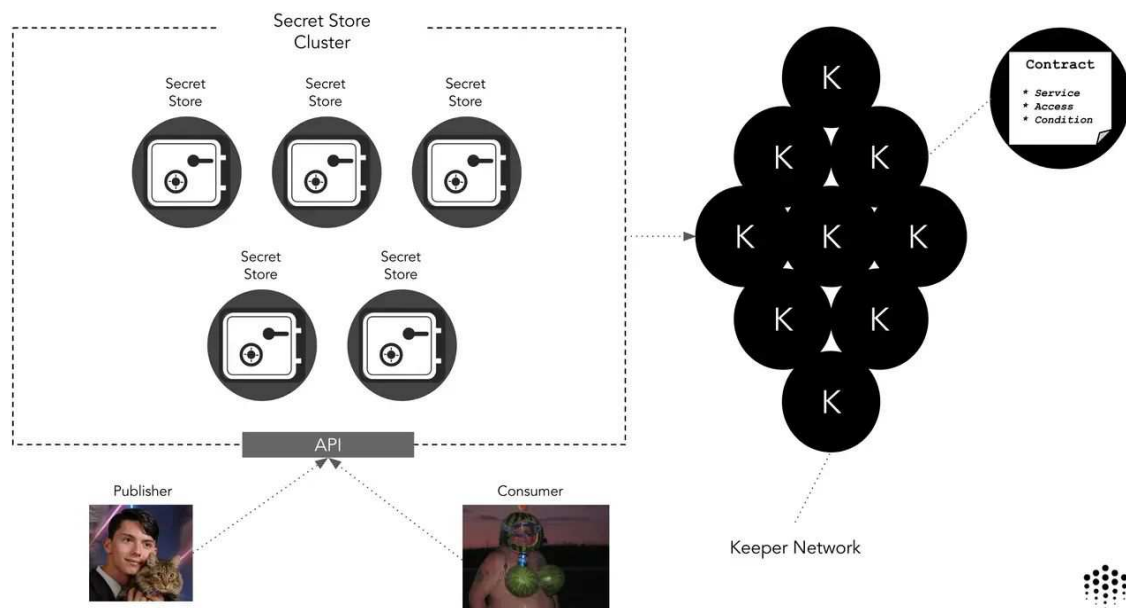 Secret Store
Cluster
Secret
Store
Secret
Store
Secret
Store
Secret
Store
Secret
Store
API
Publisher
Consumer
K
K
K
K
K
K
K
K
K
Keeper Network
Contract
* Service
* Access
* Condition